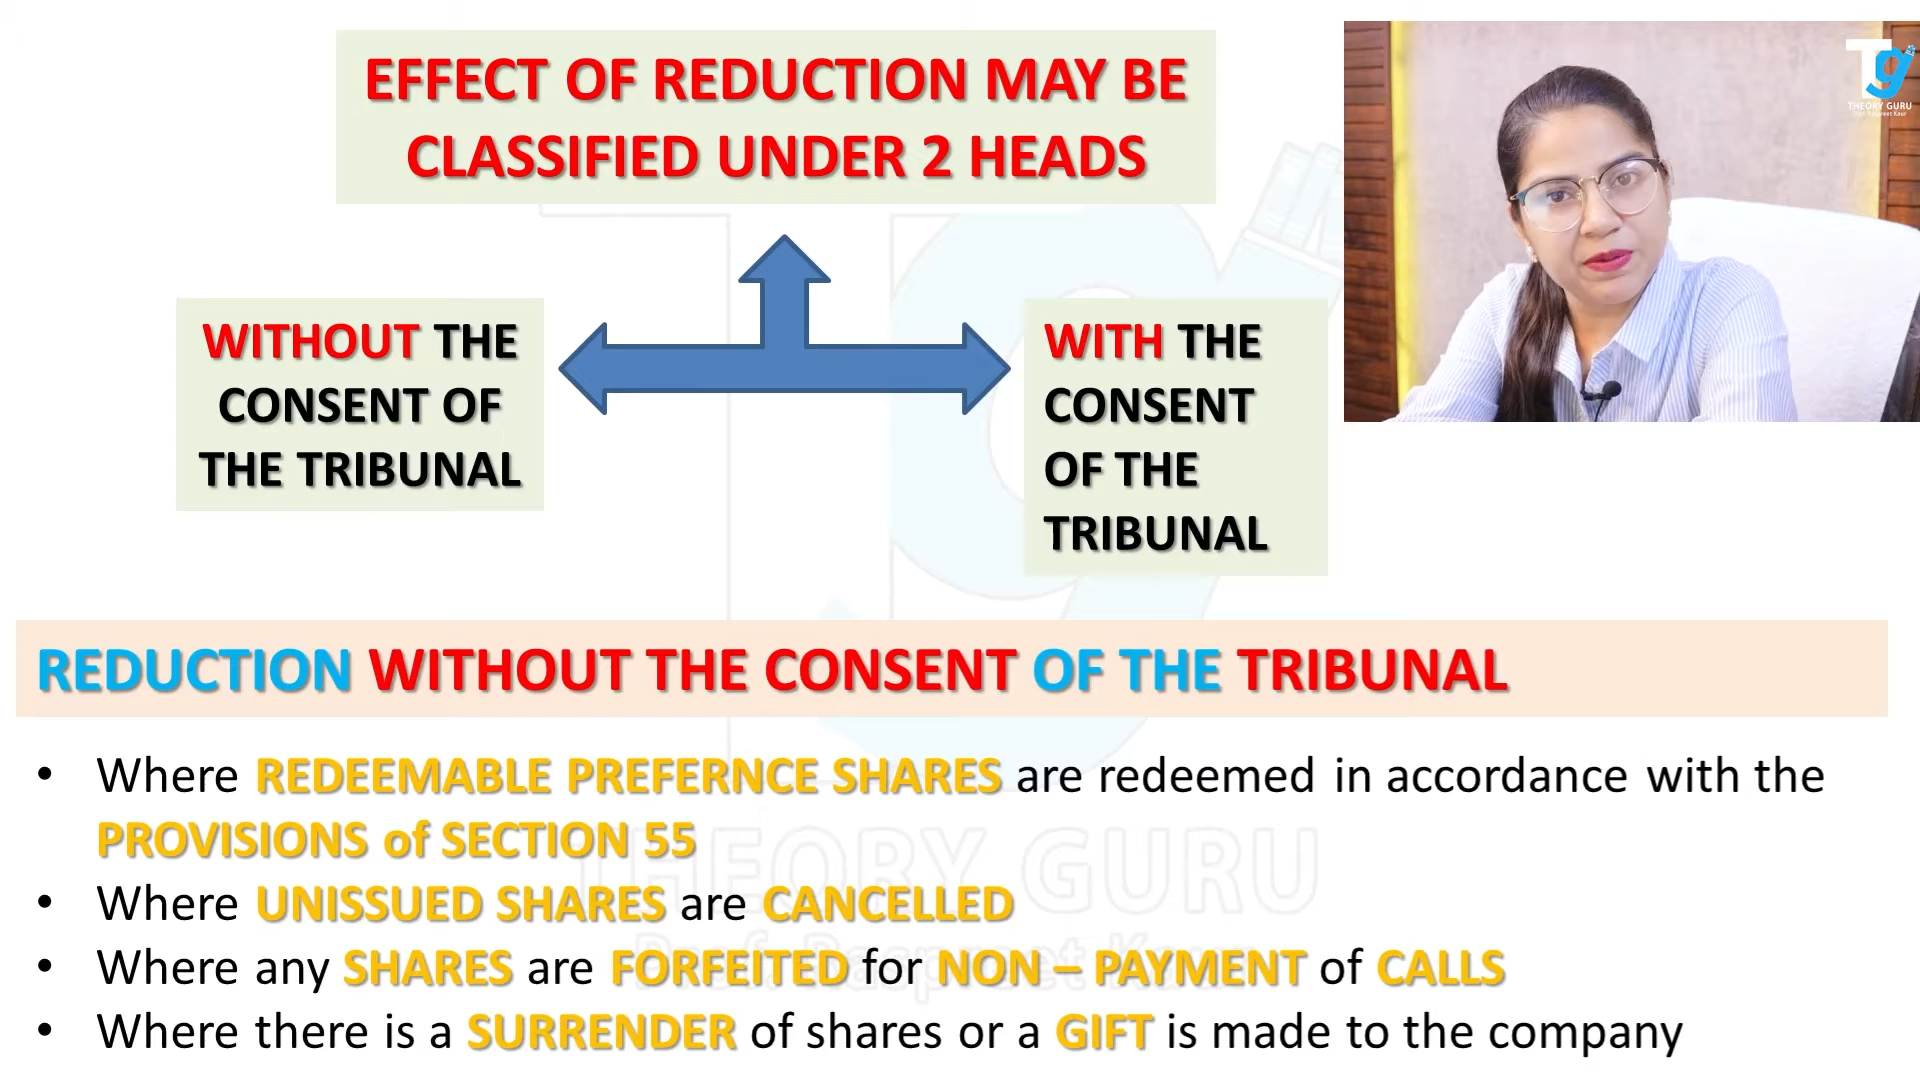 EFFECT OF REDUCTION MAY BE
CLASSIFIED UNDER 2 HEADS
WITHOUT THE
CONSENT OF
THE TRIBUNAL
WITH THE
CONSENT
OF THE
TRIBUNAL
Tg
THEORY GURU
REDUCTION WITHOUT THE CONSENT OF THE TRIBUNAL
• Where REDEEMABLE PREFERNCE SHARES are redeemed in accordance with the
PROVISIONS of SECTION 55
• Where UNISSUED SHARES are CANCELLED
• Where any SHARES are FORFEITED for NON – PAYMENT of CALLS
• Where there is a SURRENDER of shares or a GIFT is made to the company
THEORY GURU